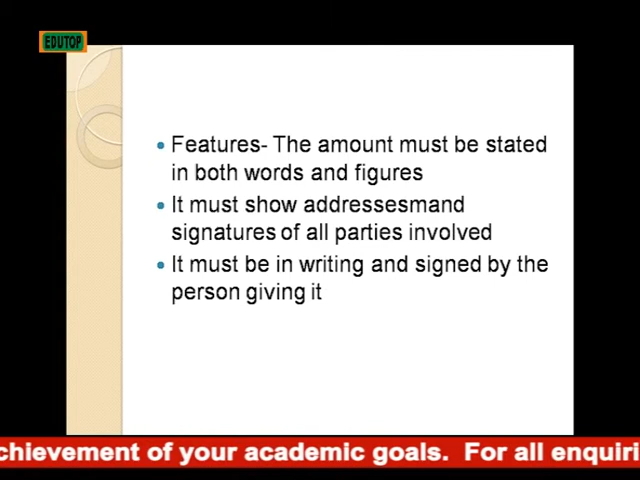 EDUTOP
Features- The amount must be stated
in both words and figures
It must show addressesmand
signatures of all parties involved
It must be in writing and signed by the
person giving it
chievement of your academic goals. For all enquiri